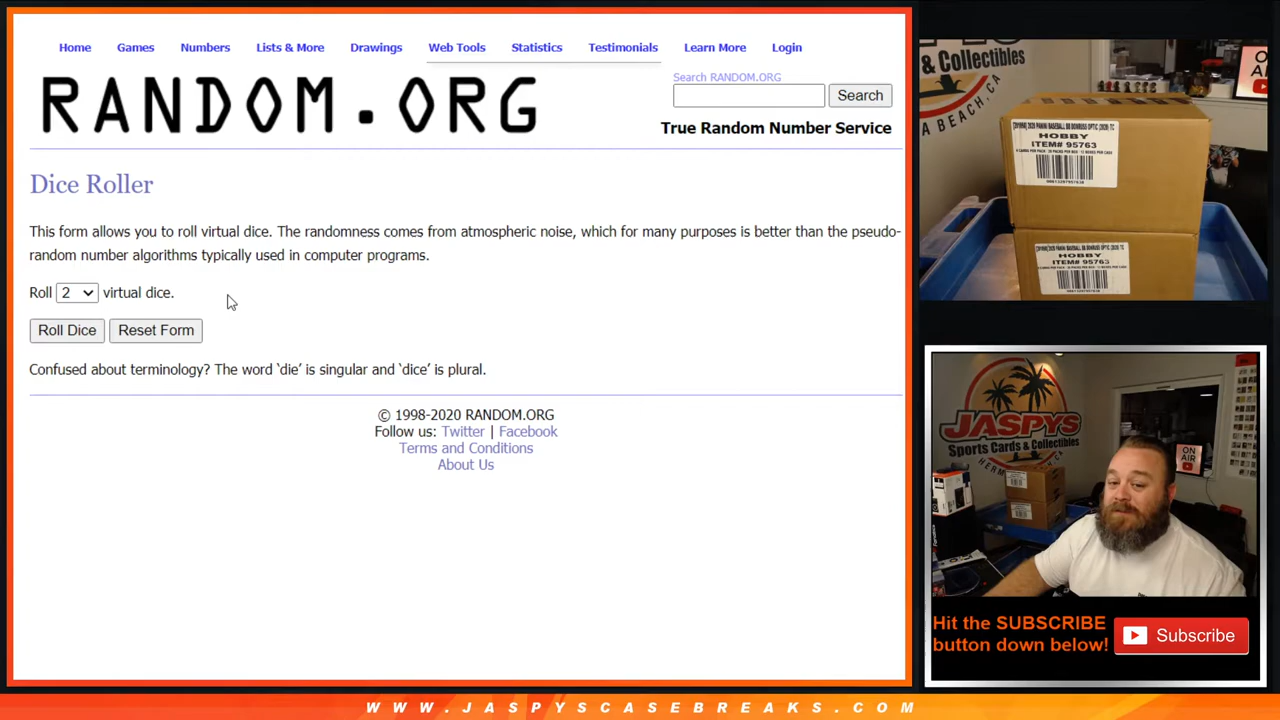 Home Games Numbers Lists & More Drawings Web Tools Statistics Testimonials Learn More Login
RANDOM.ORG
Search RANDOM.ORG
Search
True Random Number Service
Dice Roller
This form allows you to roll virtual dice. The randomness comes from atmospheric noise, which for many purposes is better than the pseudo-
random number algorithms typically used in computer programs.
Roll 2 virtual dice.
Roll Dice Reset Form
Confused about terminology? The word ‘die’ is singular and ‘dice’ is plural.
© 1998-2020 RANDOM.ORG
Follow us: Twitter | Facebook
Terms and Conditions
About Us
& Collectibles
A BEACH, CA
ON
HOBBY
ITEM# 95763
HOBBY
ITEM# 95763
JASPYS
Sports Cards & Collectibles
ON
AIR
Hit the SUBSCRIBE
button down below!
Subscribe
WWW.JASPYSCASEBREAKS.COM